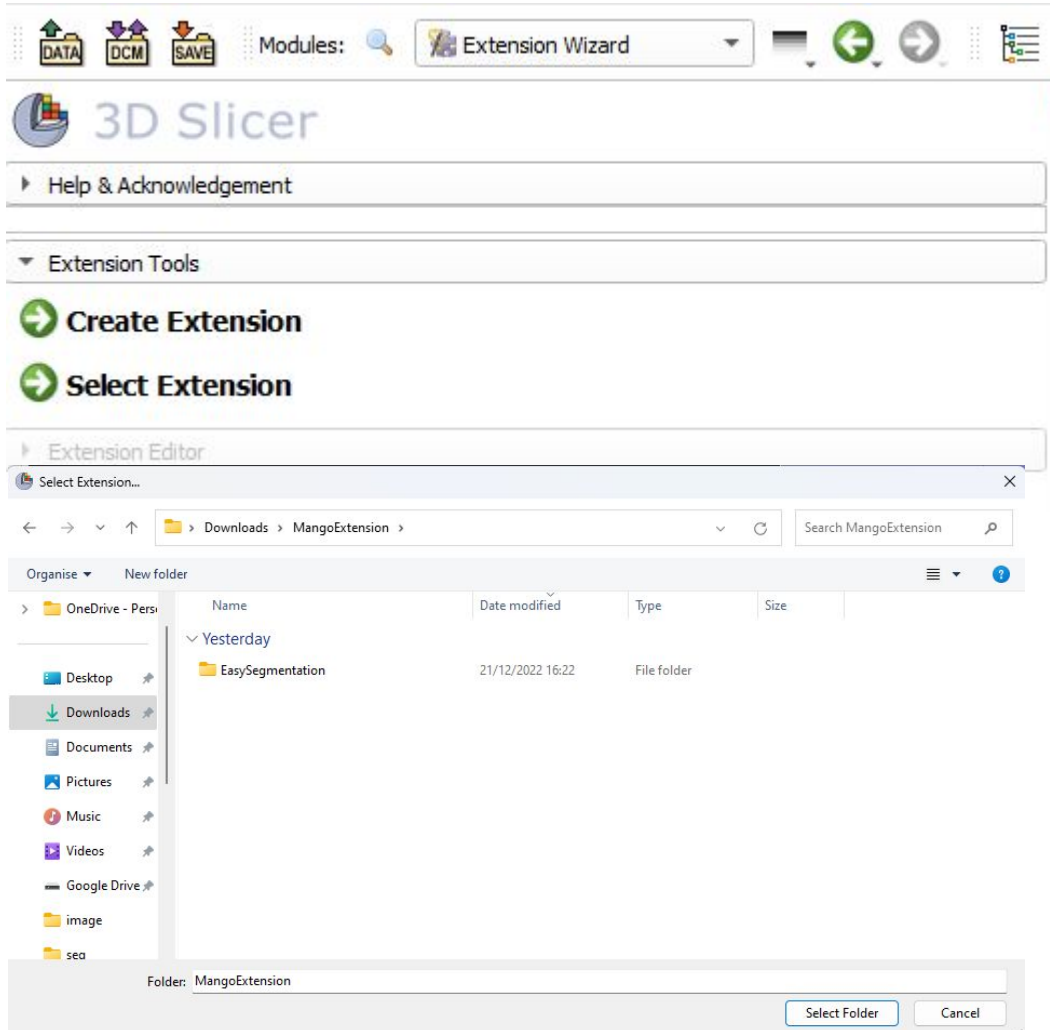 DATA DCM SAVE Modules: Extension Wizard
3D Slicer
Help & Acknowledgement
Extension Tools
Create Extension
Select Extension
Extension Editor
Select Extension...
Downloads > MangoExtension >
Search MangoExtension
Organise
New folder
OneDrive - Pers
Desktop
Downloads
Documents
Pictures
Music
Videos
Google Drive
image
seg
Name Date modified Type Size
Yesterday
EasySegmentation 21/12/2022 16:22 File folder
Folder: MangoExtension
Select Folder Cancel